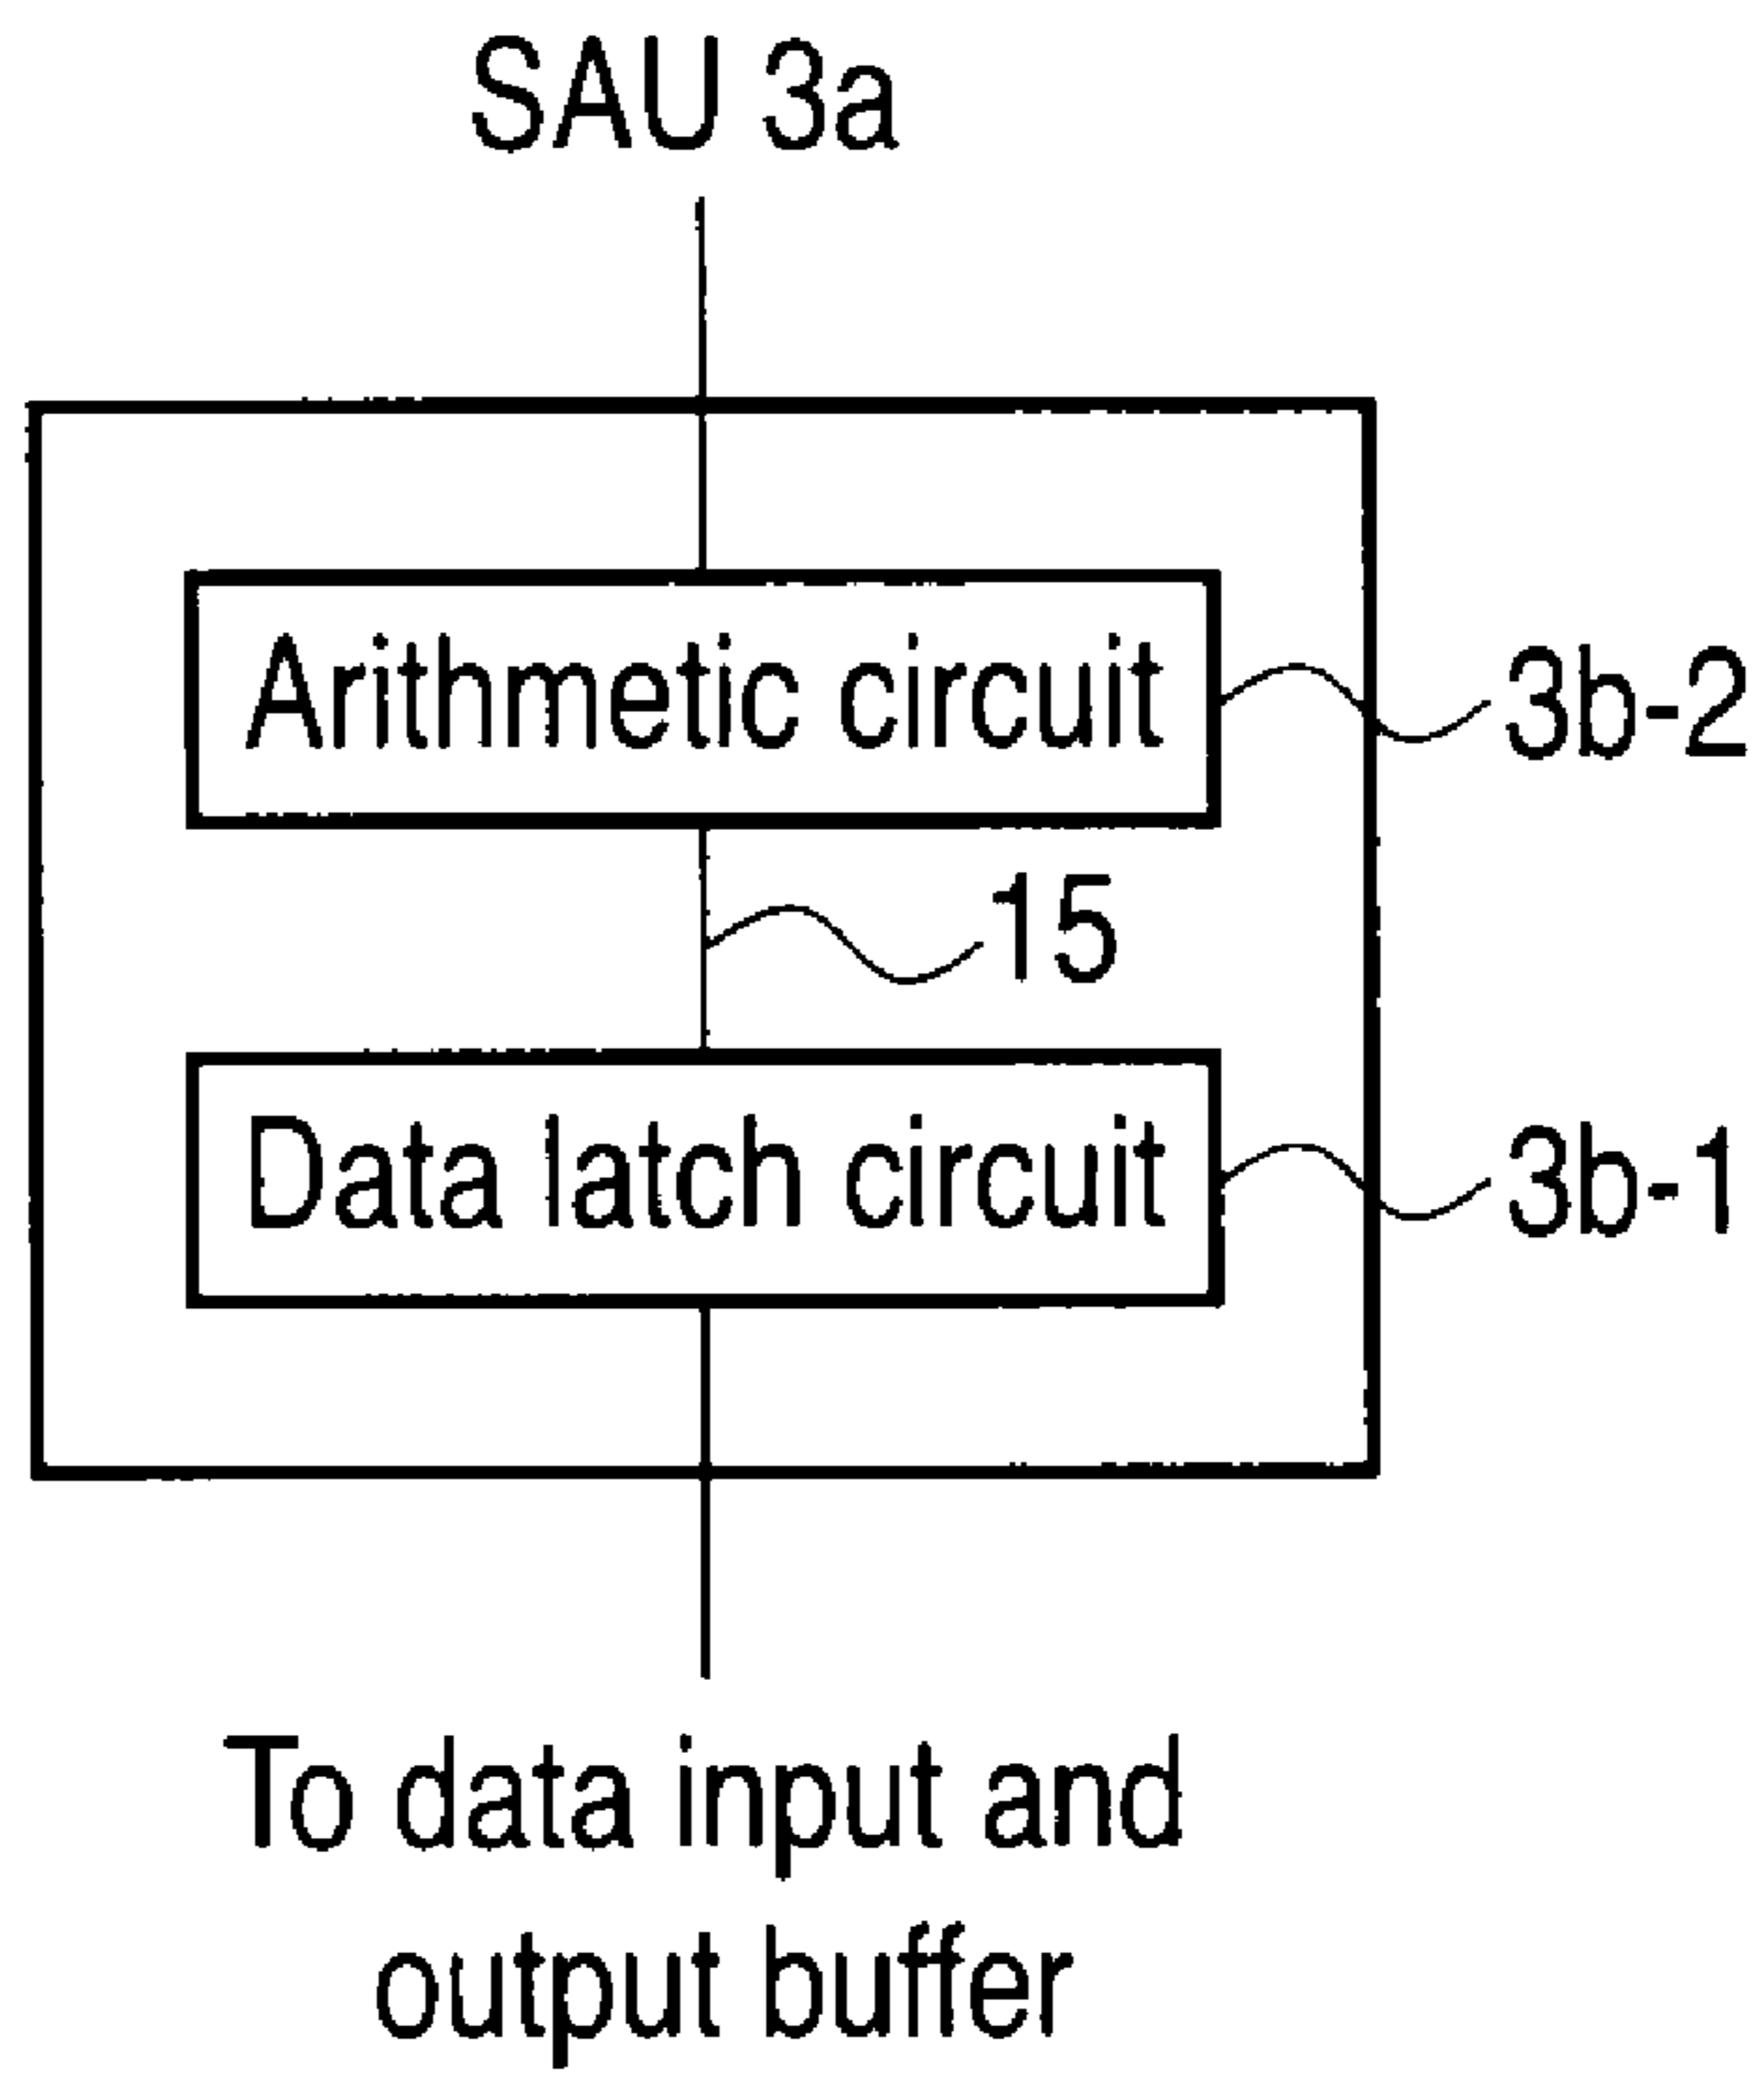 SAU 3a
Arithmetic circuit
3b-2
15
Data latch circuit
3b-1
To data input and
output buffer